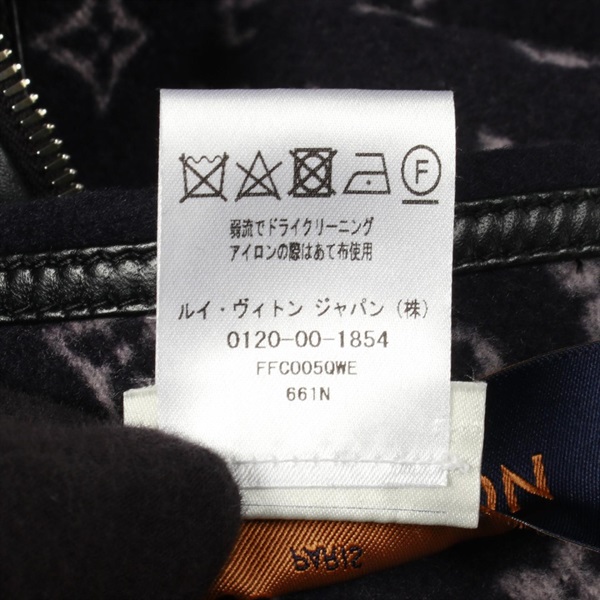 F
弱流でドライクリーニング
アイロンの際はあて布使用
ルイ・ヴィトン ジャパン (株)
0120-00-1854
FFC005QWE
661N
PARIS